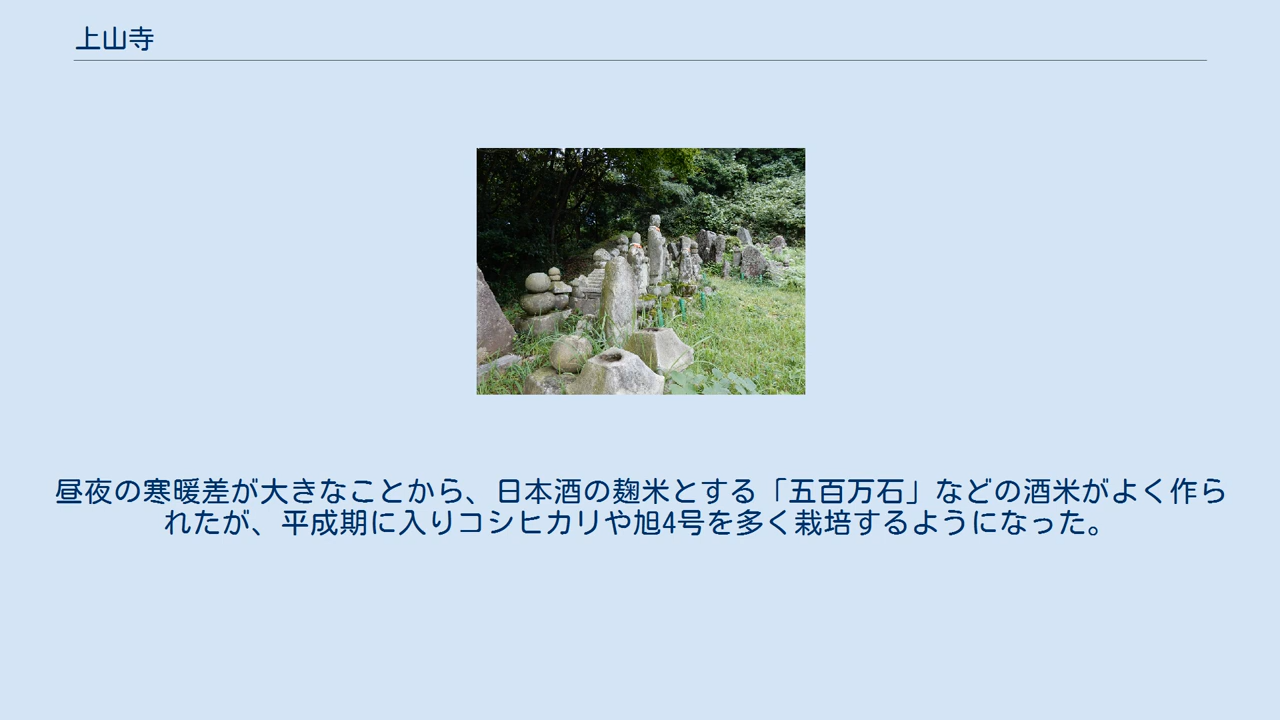 上山寺
昼夜の寒暖差が大きなことから、日本酒の麹米とする「五百万石」などの酒米がよく作ら
れたが、平成期に入りコシヒカリや旭4号を多く栽培するようになった。